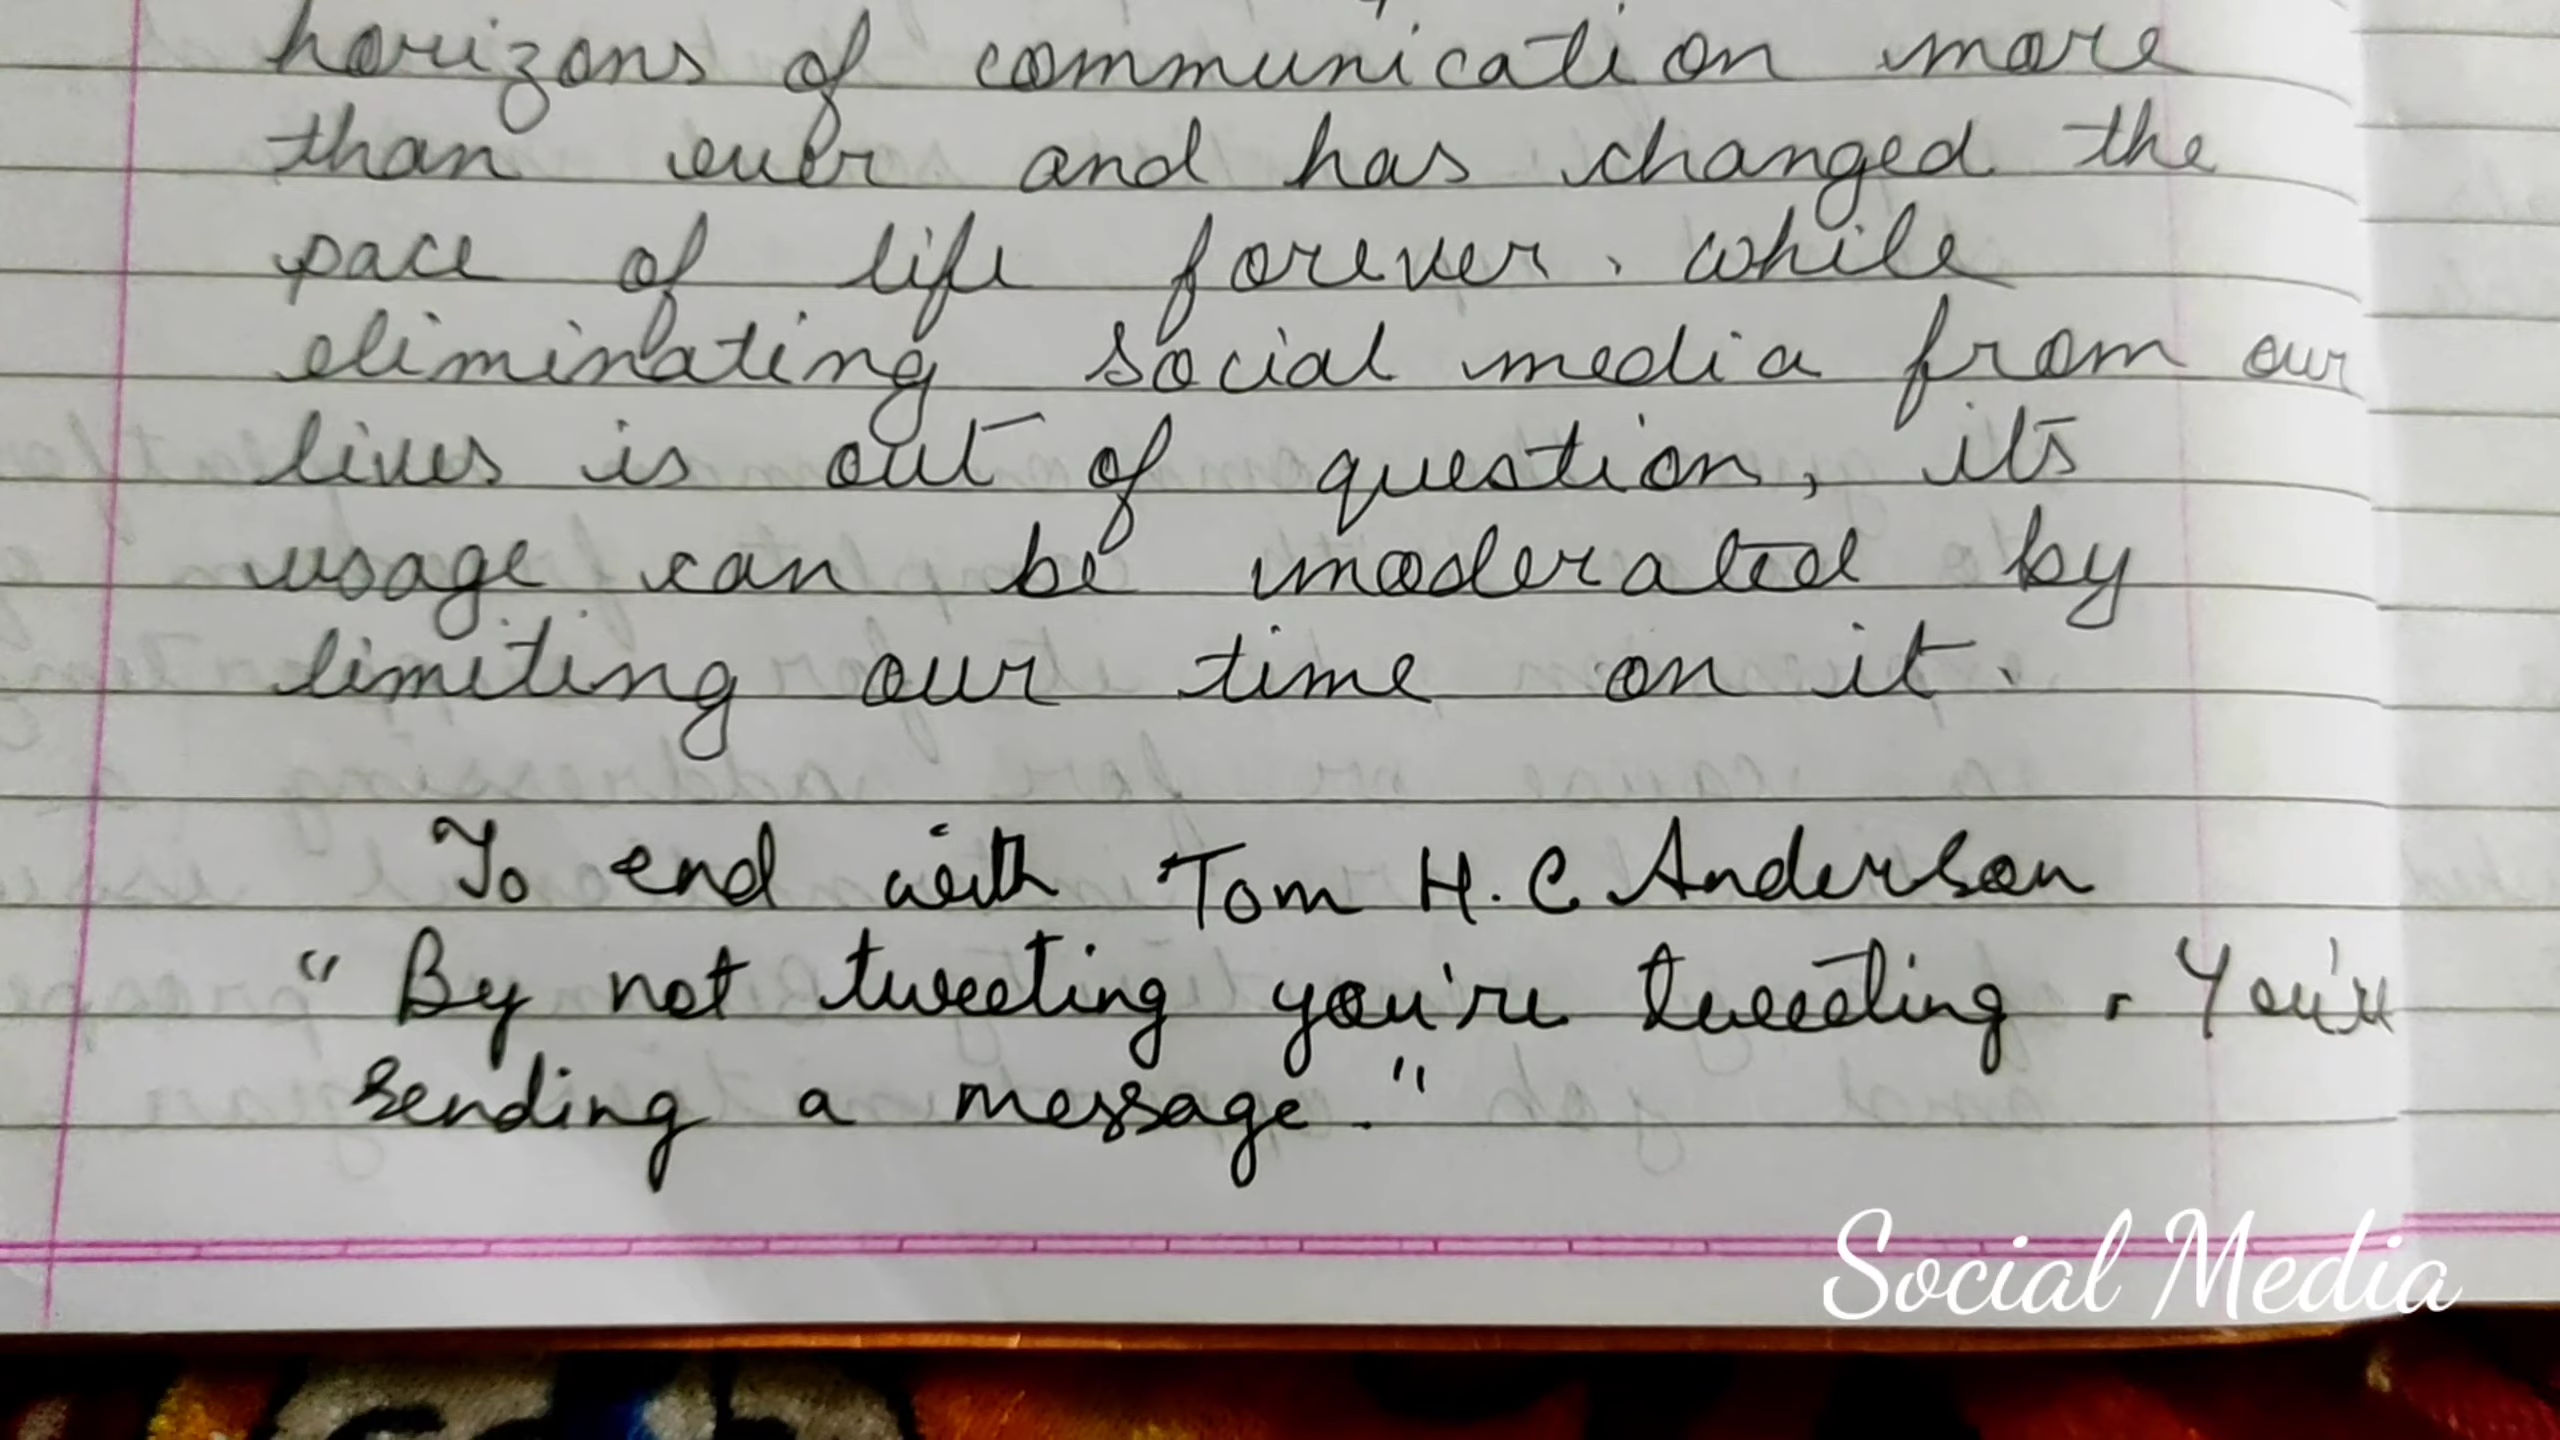 horizons of communication more
than ever and has changed the
pace of life forever. while
eliminating social media from our
lives is out of question, its
usage can be moderated by
limiting our time on it.
To end with Tom H.C Anderson
"By not tweeting you're tweeting. You're
sending a message."
Social Media